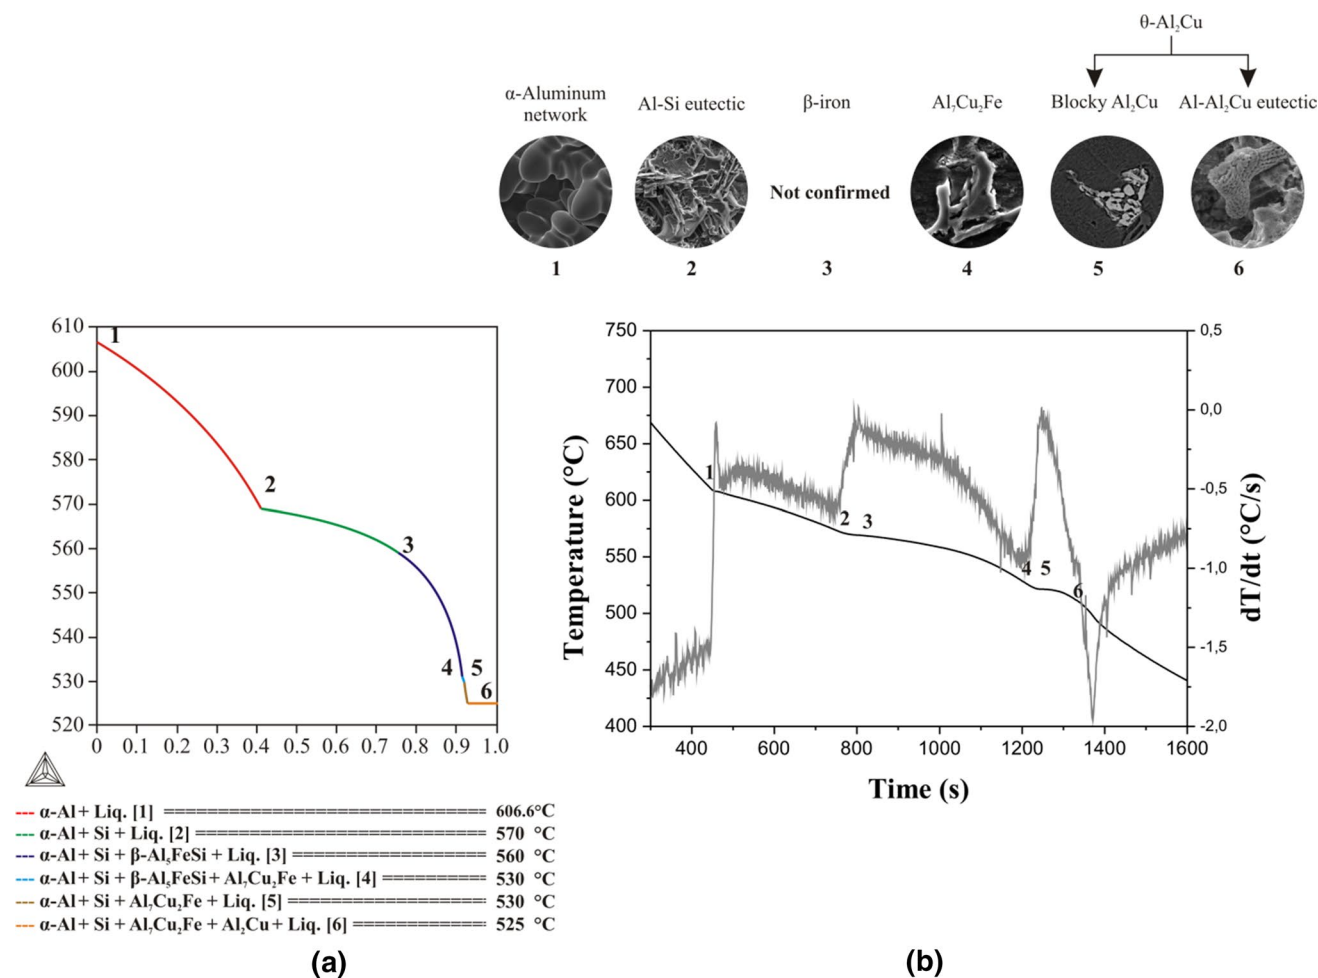 θ-Al₂Cu
α-Aluminum
network
Al-Si eutectic
β-iron
Al₇Cu₂Fe
Blocky Al₂Cu
Al-Al₂Cu eutectic
Not confirmed
1
2
3
4
5
6
610
600
590
580
570
560
550
540
530
520
1
2
3
4
5
6
0 0.1 0.2 0.3 0.4 0.5 0.6 0.7 0.8 0.9 1.0
α-Al + Liq. [1] 606.6°C
α-Al + Si + Liq. [2] 570 °C
α-Al + Si + β-Al₅FeSi + Liq. [3] 560 °C
α-Al + Si + β-Al₅FeSi + Al₇Cu₂Fe + Liq. [4] 530 °C
α-Al + Si + Al₇Cu₂Fe + Liq. [5] 530 °C
α-Al + Si + Al₇Cu₂Fe + Al₂Cu + Liq. [6] 525 °C
(a)
Temperature (°C)
750
700
650
600
550
500
450
400
1
2 3
4 5
6
0,5
0,0
-0,5
-1,0
-1,5
-2,0
dT/dt (°C/s)
400 600 800 1000 1200 1400 1600
Time (s)
(b)